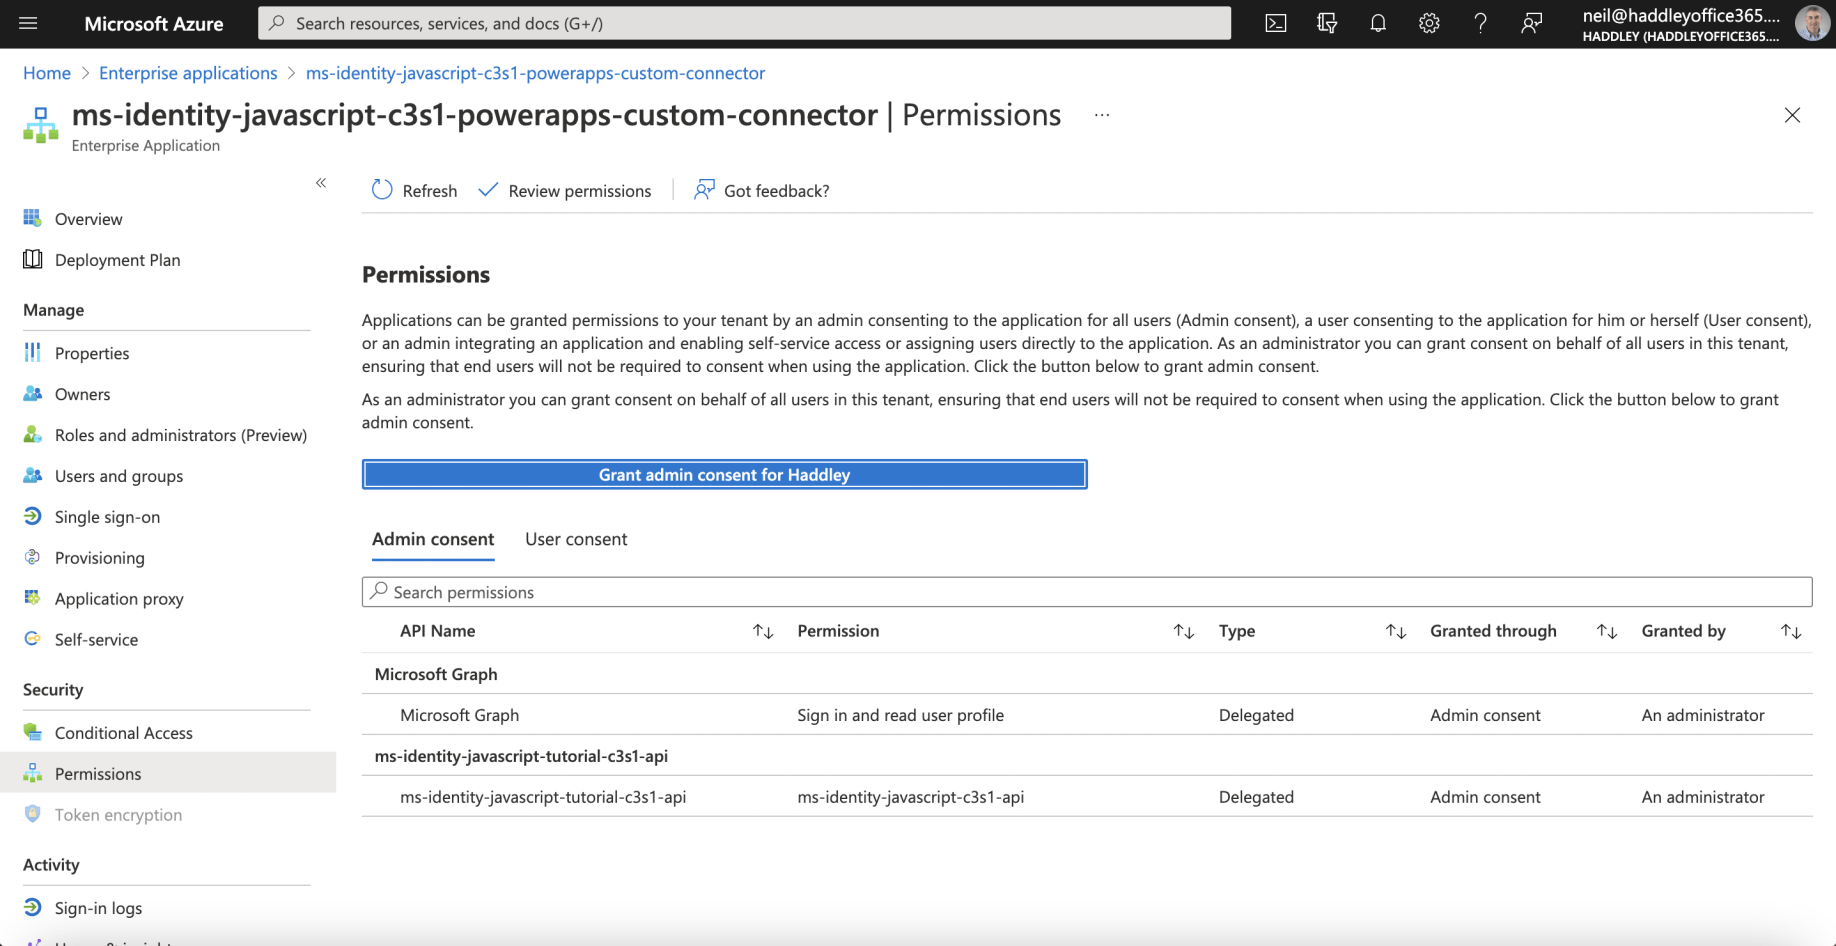 Microsoft Azure
Search resources, services, and docs (G+/)
neil@haddleyoffice365....
HADDLEY (HADDLEYOFFICE365....
Home > Enterprise applications > ms-identity-javascript-c3s1-powerapps-custom-connector
ms-identity-javascript-c3s1-powerapps-custom-connector | Permissions ...
Enterprise Application
Overview
Deployment Plan
Manage
Properties
Owners
Roles and administrators (Preview)
Users and groups
Single sign-on
Provisioning
Application proxy
Self-service
Security
Conditional Access
Permissions
Token encryption
Activity
Sign-in logs
Refresh Review permissions Got feedback?
Permissions
Applications can be granted permissions to your tenant by an admin consenting to the application for all users (Admin consent), a user consenting to the application for him or herself (User consent),
or an admin integrating an application and enabling self-service access or assigning users directly to the application. As an administrator you can grant consent on behalf of all users in this tenant,
ensuring that end users will not be required to consent when using the application. Click the button below to grant admin consent.
As an administrator you can grant consent on behalf of all users in this tenant, ensuring that end users will not be required to consent when using the application. Click the button below to grant
admin consent.
Grant admin consent for Haddley
Admin consent User consent
Search permissions
API Name Permission Type Granted through Granted by
Microsoft Graph
Microsoft Graph Sign in and read user profile Delegated Admin consent An administrator
ms-identity-javascript-tutorial-c3s1-api
ms-identity-javascript-tutorial-c3s1-api ms-identity-javascript-c3s1-api Delegated Admin consent An administrator